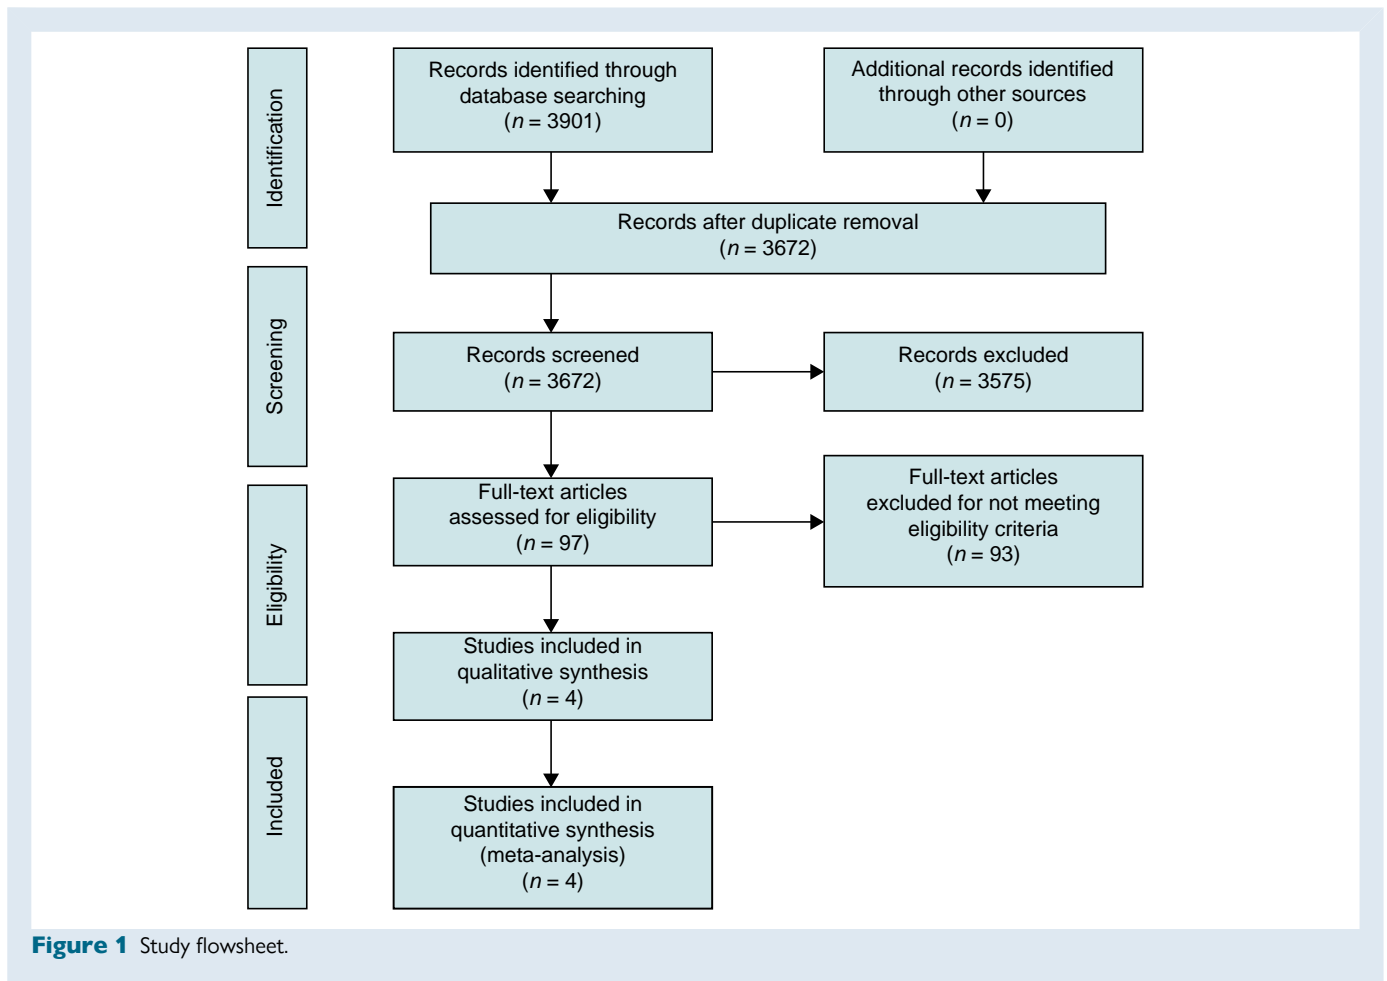 Identification
Records identified through
database searching
(n = 3901)
Additional records identified
through other sources
(n = 0)
Records after duplicate removal
(n = 3672)
Screening
Records screened
(n = 3672)
Records excluded
(n = 3575)
Eligibility
Full-text articles
assessed for eligibility
(n = 97)
Full-text articles
excluded for not meeting
eligibility criteria
(n = 93)
Studies included in
qualitative synthesis
(n = 4)
Included
Studies included in
quantitative synthesis
(meta-analysis)
(n = 4)
Figure 1 Study flowsheet.